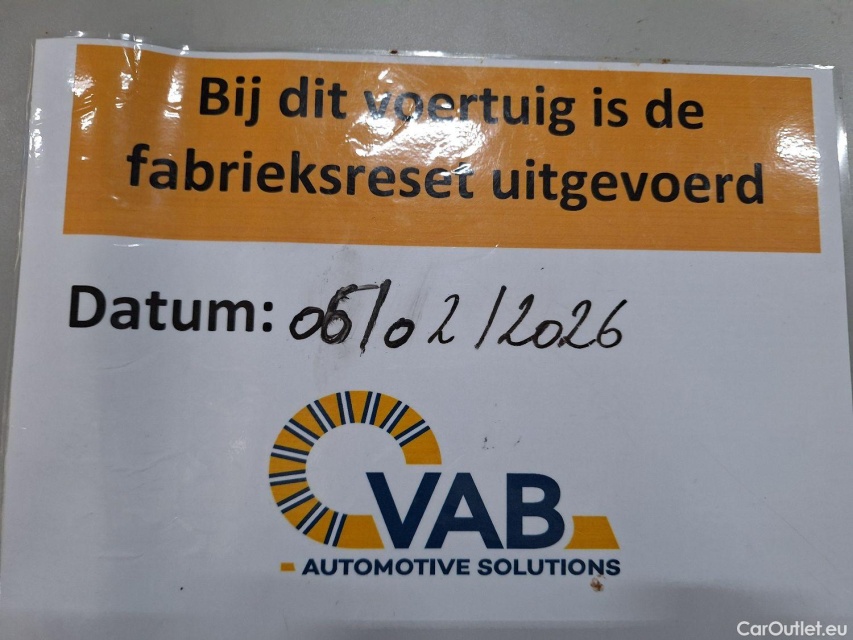 Bij dit voertuig is de
fabrieksreset uitgevoerd
Datum: 06/02/2026
VAB
AUTOMOTIVE SOLUTIONS
CarOutlet.eu